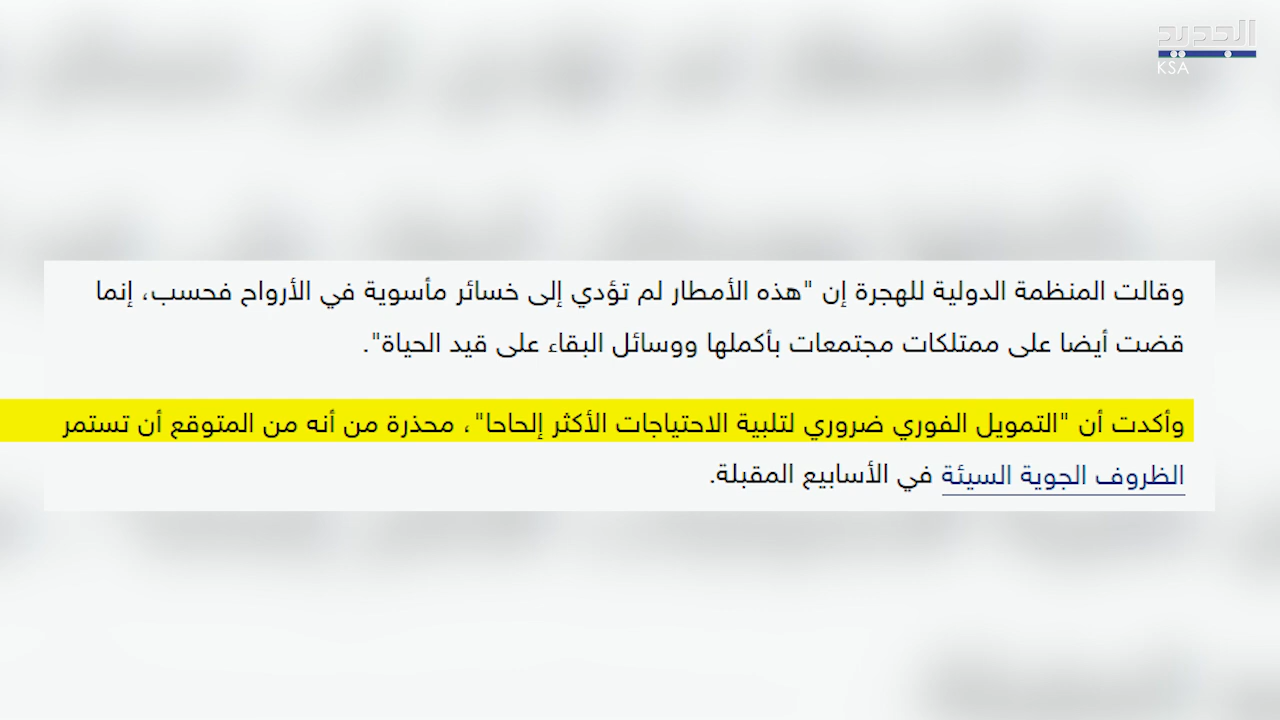 الجديد
KSA
وقالت المنظمة الدولية للهجرة إن "هذه الأمطار لم تؤدي إلى خسائر مأسوية في الأرواح فحسب، إنما
قضت أيضا على ممتلكات مجتمعات بأكملها ووسائل البقاء على قيد الحياة".
وأكدت أن "التمويل الفوري ضروري لتلبية الاحتياجات الأكثر إلحاحا"، محذرة من أنه من المتوقع أن تستمر
الظروف الجوية السيئة في الأسابيع المقبلة.